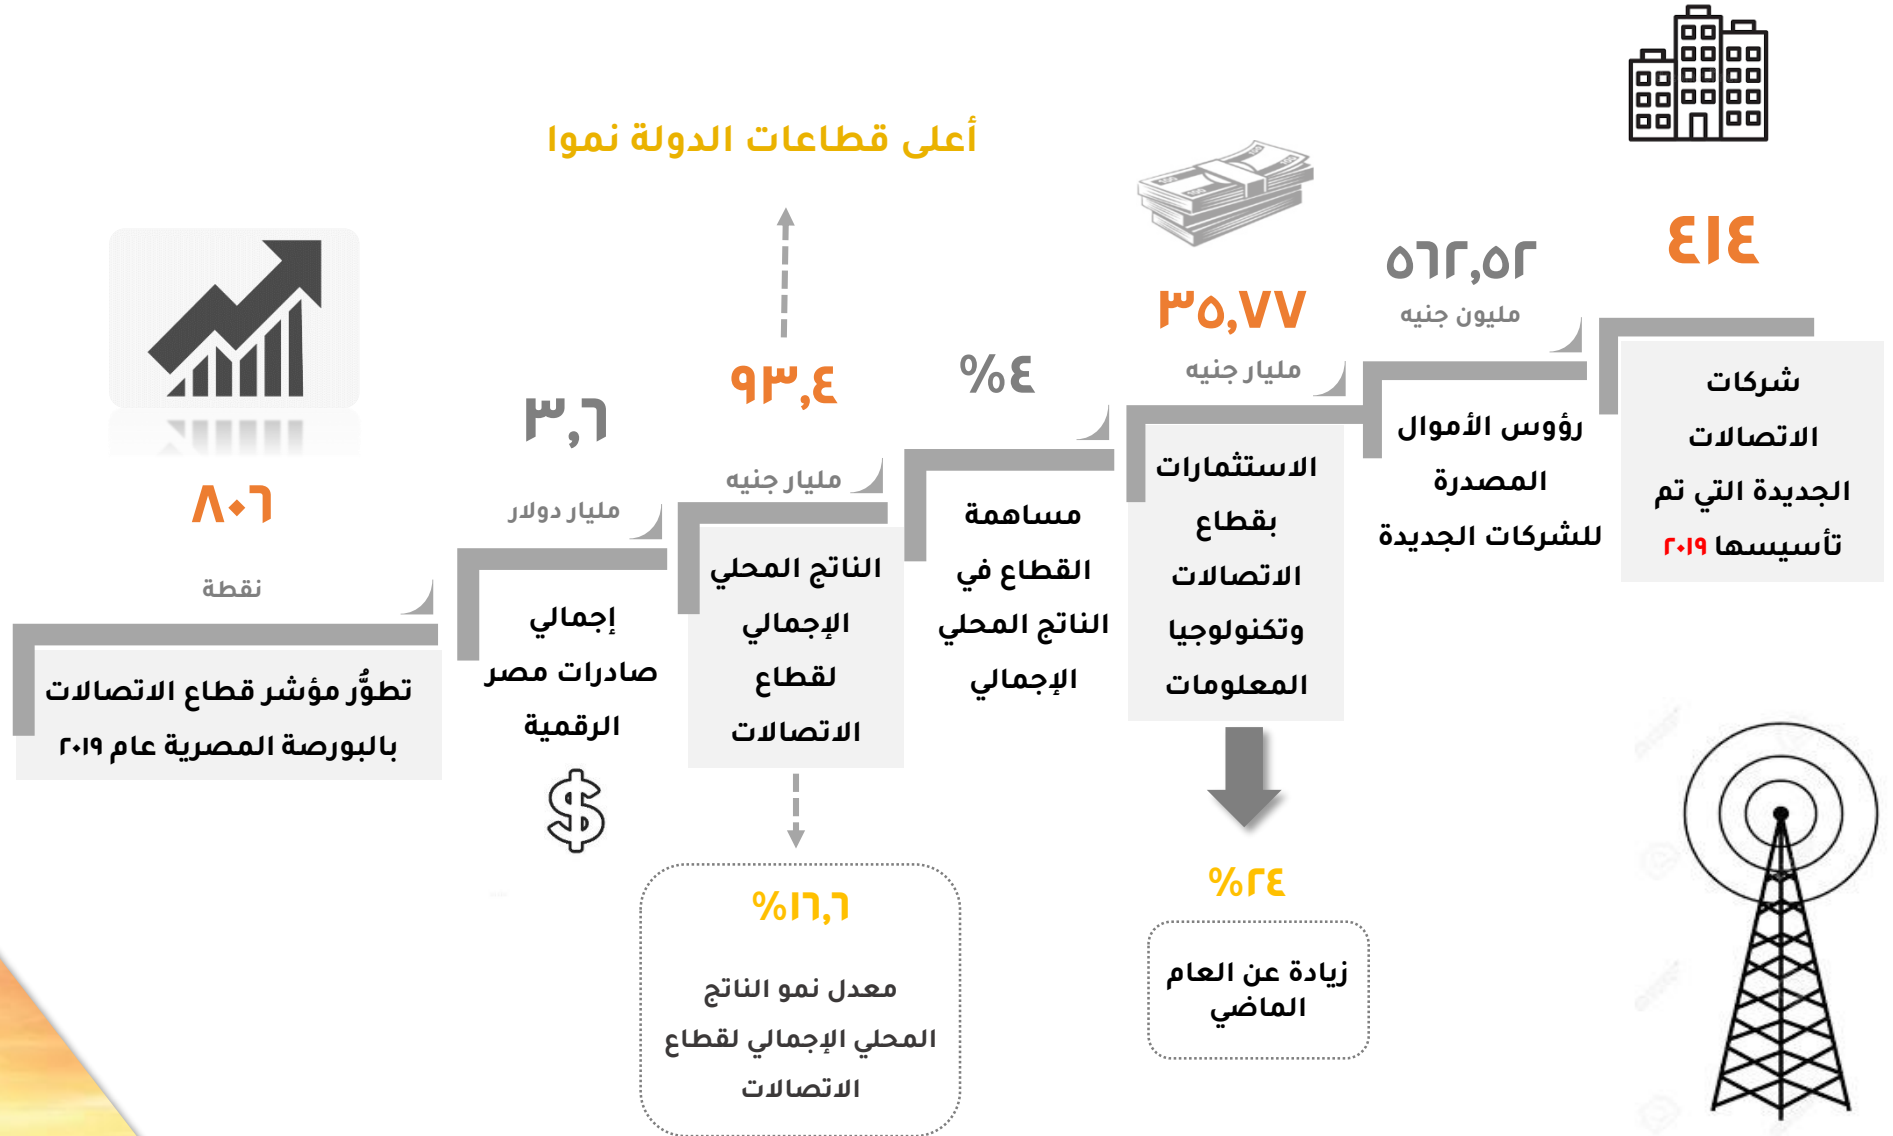 أعلى قطاعات الدولة نموا
٤١٤
شركات
الاتصالات
الجديدة التي تم
تأسيسها ٢٠١٩
٥٦٢,٥٢
مليون جنيه
رؤوس الأموال
المصدرة
للشركات الجديدة
٣٥,٧٧
مليار جنيه
الاستثمارات
بقطاع
الاتصالات
وتكنولوجيا
المعلومات
%٢٤
زيادة عن العام
الماضي
%٤
مساهمة
القطاع في
الناتج المحلي
الإجمالي
٩٣,٤
مليار جنيه
الناتج المحلي
الإجمالي
لقطاع
الاتصالات
%١٦,٦
معدل نمو الناتج
المحلي الإجمالي لقطاع
الاتصالات
٣,٦
مليار دولار
إجمالي
صادرات مصر
الرقمية
٨٠٦
نقطة
تطوُّر مؤشر قطاع الاتصالات
بالبورصة المصرية عام ٢٠١٩